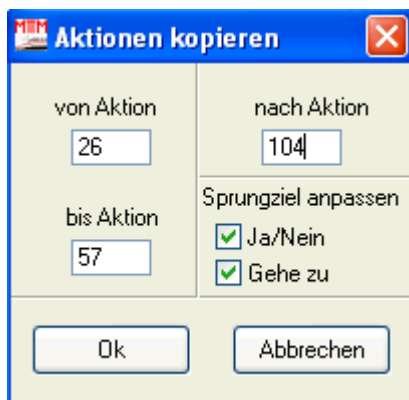 Aktionen kopieren
von Aktion
26
bis Aktion
57
nach Aktion
104
Sprungziel anpassen
Ja/Nein
Gehe zu
Ok
Abbrechen